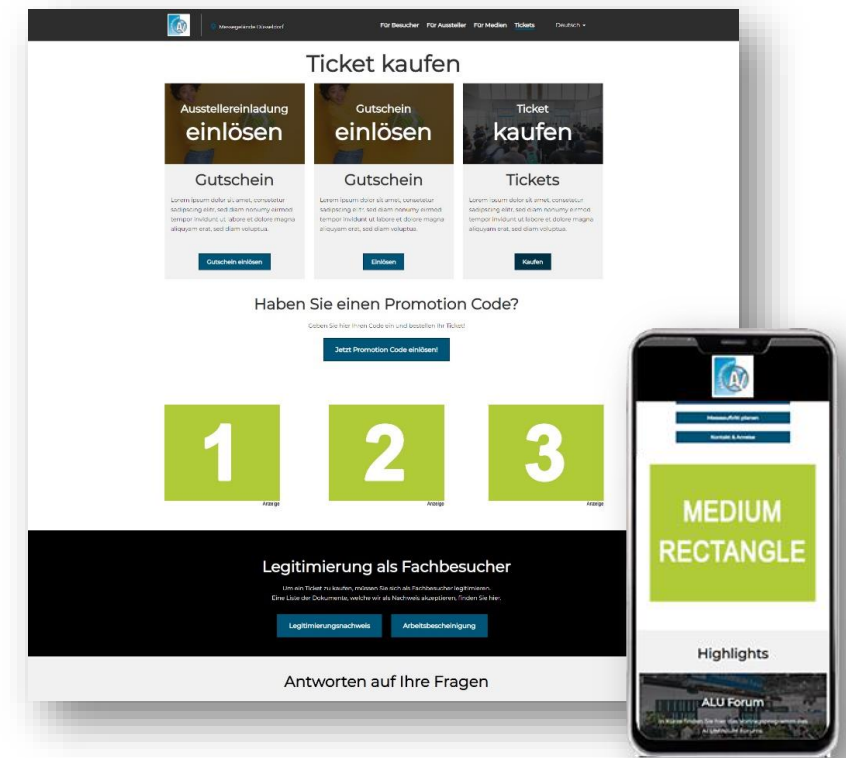 Messegelände Düsseldorf
Für Besucher Für Aussteller Für Medien Tickets Deutsch
Ticket kaufen
Ausstellereinladung
einlösen
Gutschein
einlösen
Ticket
kaufen
Gutschein
Lorem ipsum dolor sit amet, consetetur
sadipscing elitr, sed diam nonumy eirmod
tempor invidunt ut labore et dolore magna
aliquyam erat, sed diam voluptua.
Gutschein einlösen
Gutschein
Lorem ipsum dolor sit amet, consetetur
sadipscing elitr, sed diam nonumy eirmod
tempor invidunt ut labore et dolore magna
aliquyam erat, sed diam voluptua.
Einlösen
Tickets
Lorem ipsum dolor sit amet, consetetur
sadipscing elitr, sed diam nonumy eirmod
tempor invidunt ut labore et dolore magna
aliquyam erat, sed diam voluptua.
Kaufen
Haben Sie einen Promotion Code?
Geben Sie hier Ihren Code ein und bestellen Ihr Ticket!
Jetzt Promotion Code einlösen!
1
2
3
Anzeige
Anzeige
Anzeige
Legitimierung als Fachbesucher
Um ein Ticket zu kaufen, müssen Sie sich als Fachbesucher legitimieren.
Eine Liste der Dokumente, welche wir als Nachweis akzeptieren, finden Sie hier.
Legitimierungsnachweis
Arbeitsbescheinigung
Antworten auf Ihre Fragen
Messeauftritt planen
Kontakt & Anreise
MEDIUM
RECTANGLE
Highlights
ALU Forum
In Kürze finden Sie hier das Vortragsprogramm des